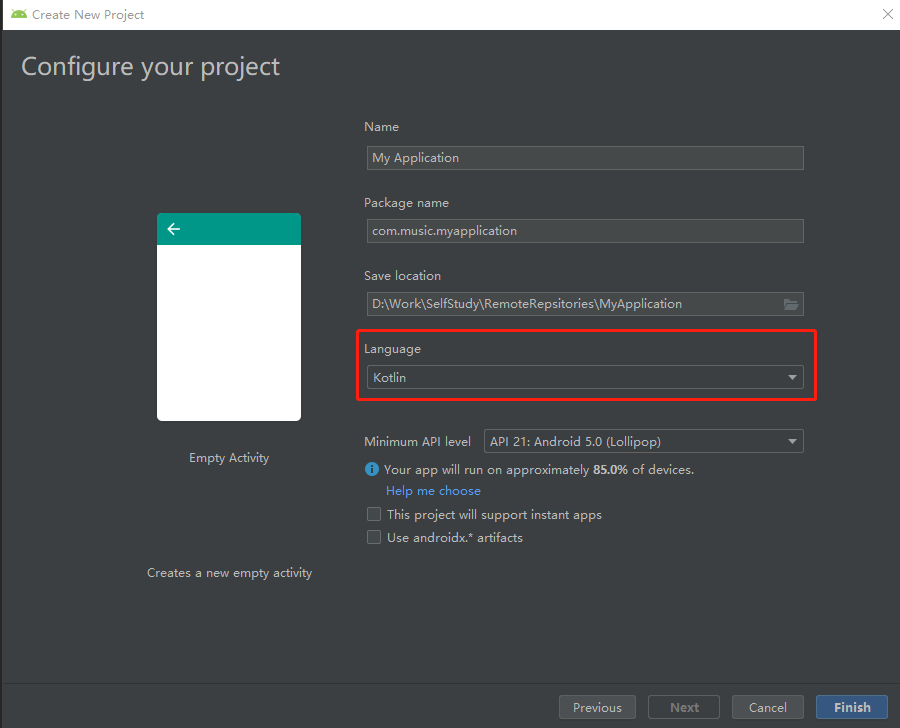 Create New Project
Configure your project
Name
My Application
Package name
com.music.myapplication
Save location
D:\Work\SelfStudy\RemoteRepsitories\MyApplication
Language
Kotlin
Minimum API level
API 21: Android 5.0 (Lollipop)
Your app will run on approximately 85.0% of devices.
Help me choose
This project will support instant apps
Use androidx.* artifacts
Empty Activity
Creates a new empty activity
Previous
Next
Cancel
Finish